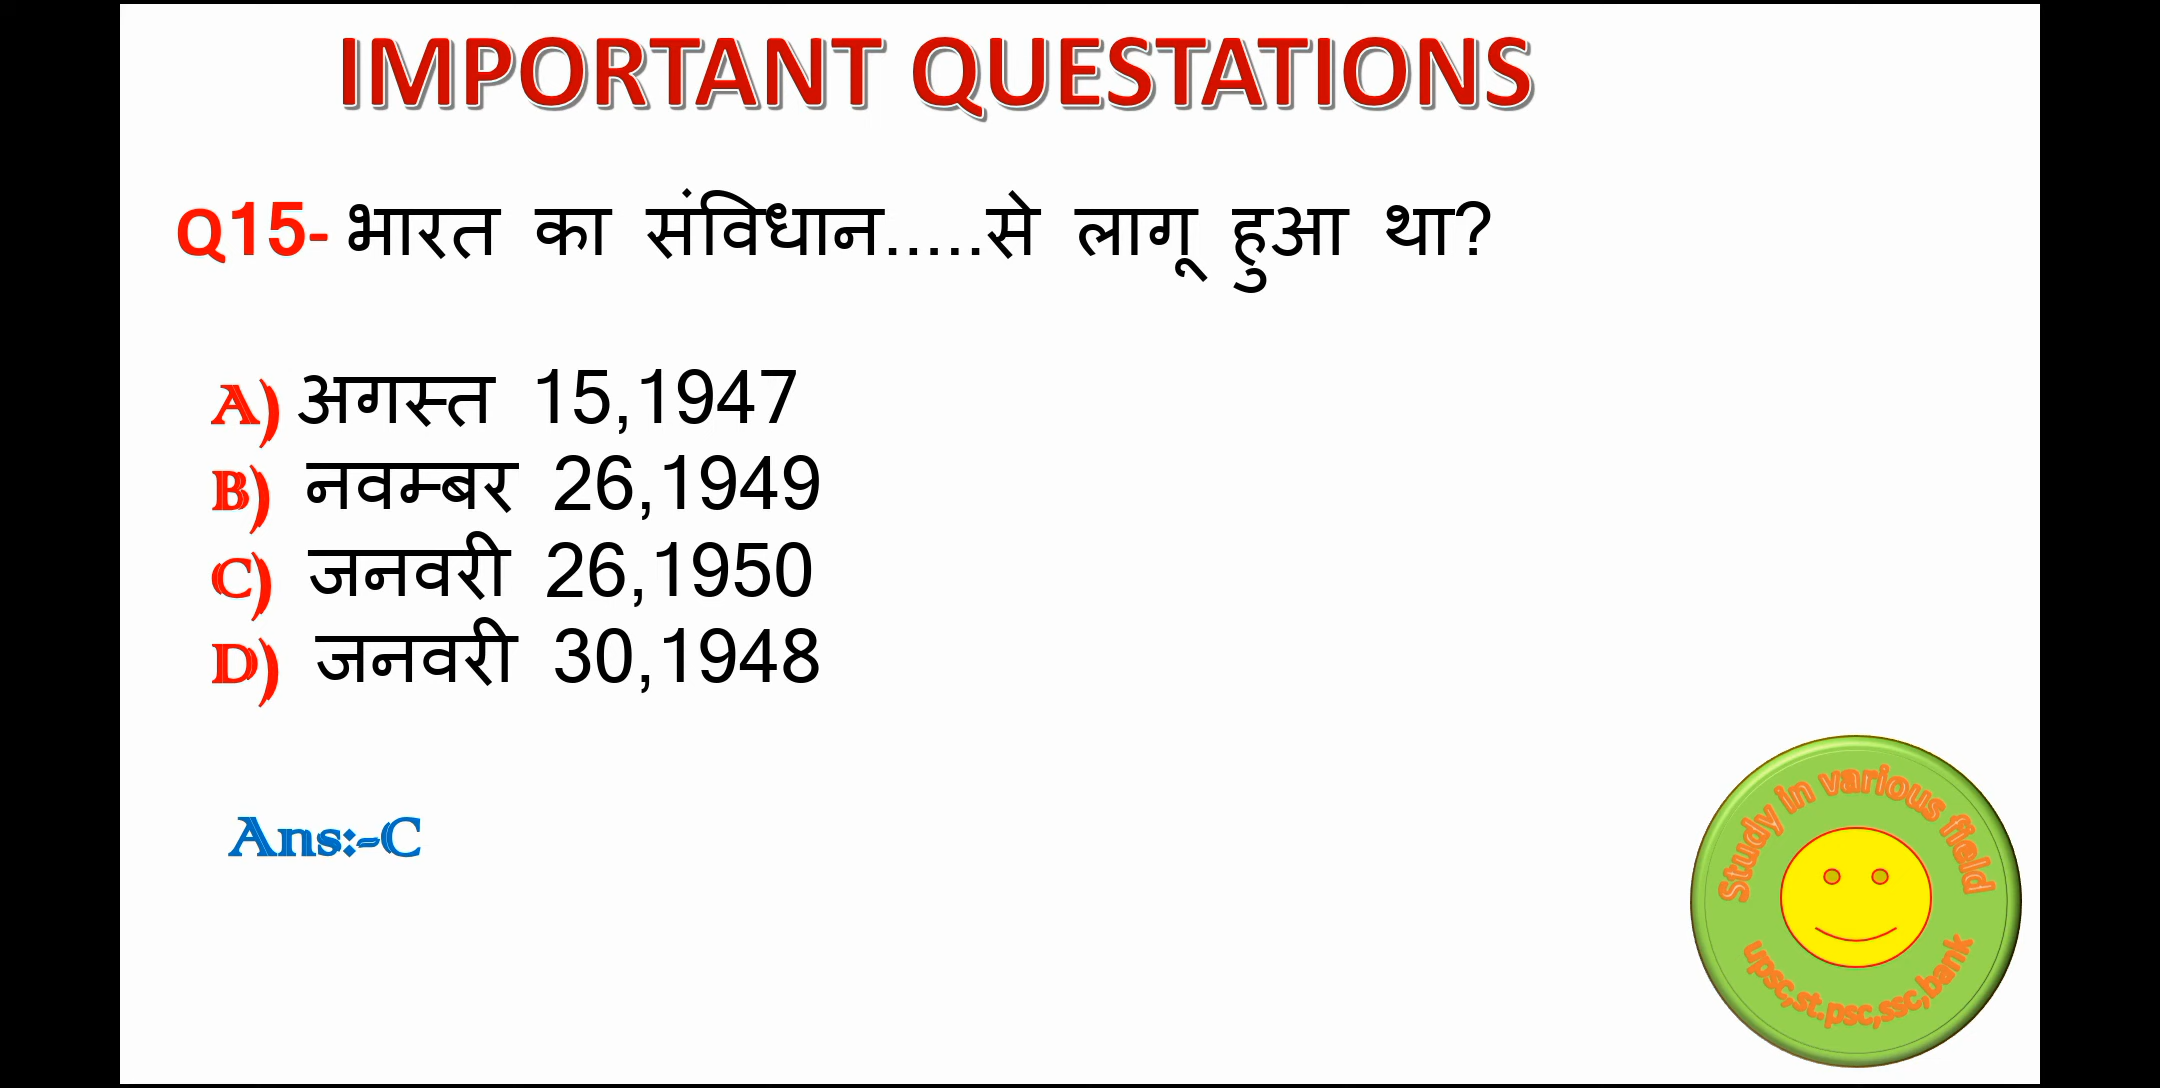 IMPORTANT QUESTATIONS
Q15- भारत का संविधान.....से लागू हुआ था?
A) अगस्त 15,1947
B) नवम्बर 26,1949
C) जनवरी 26,1950
D) जनवरी 30,1948
Ans:-C
Study in various field
upsc,st.psc,ssc,bank